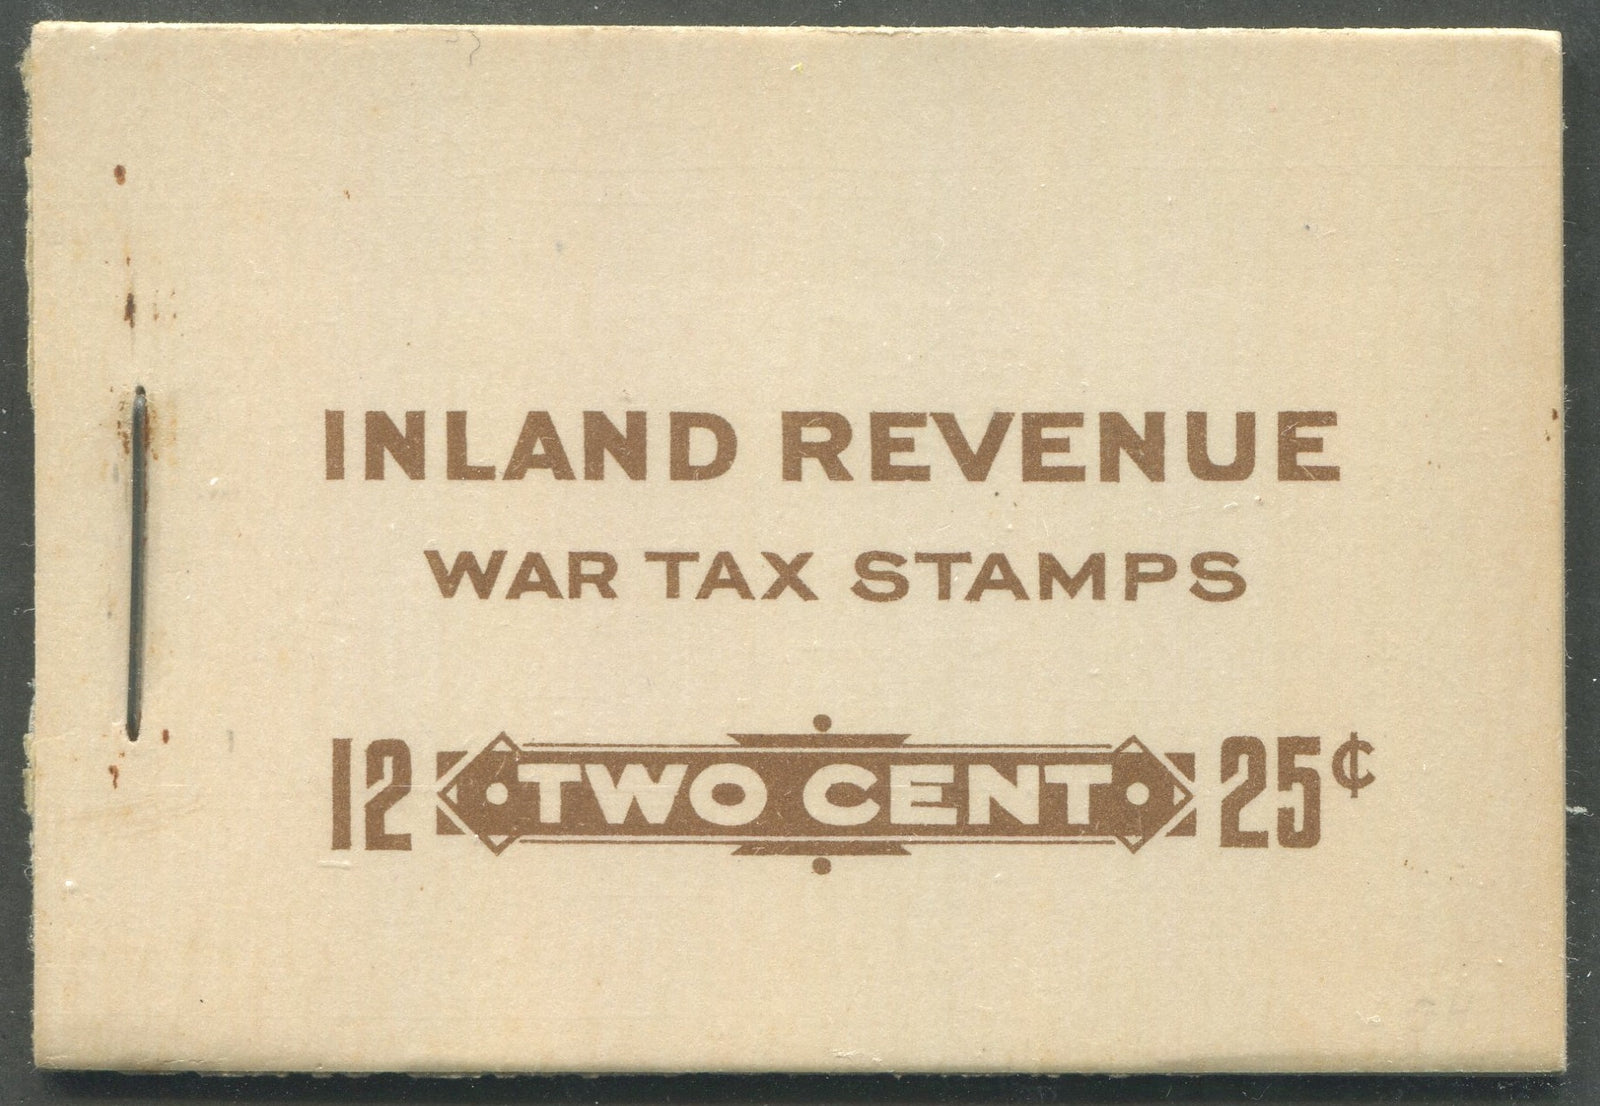 INLAND REVENUE
WAR TAX STAMPS
12 TWO CENT 25¢